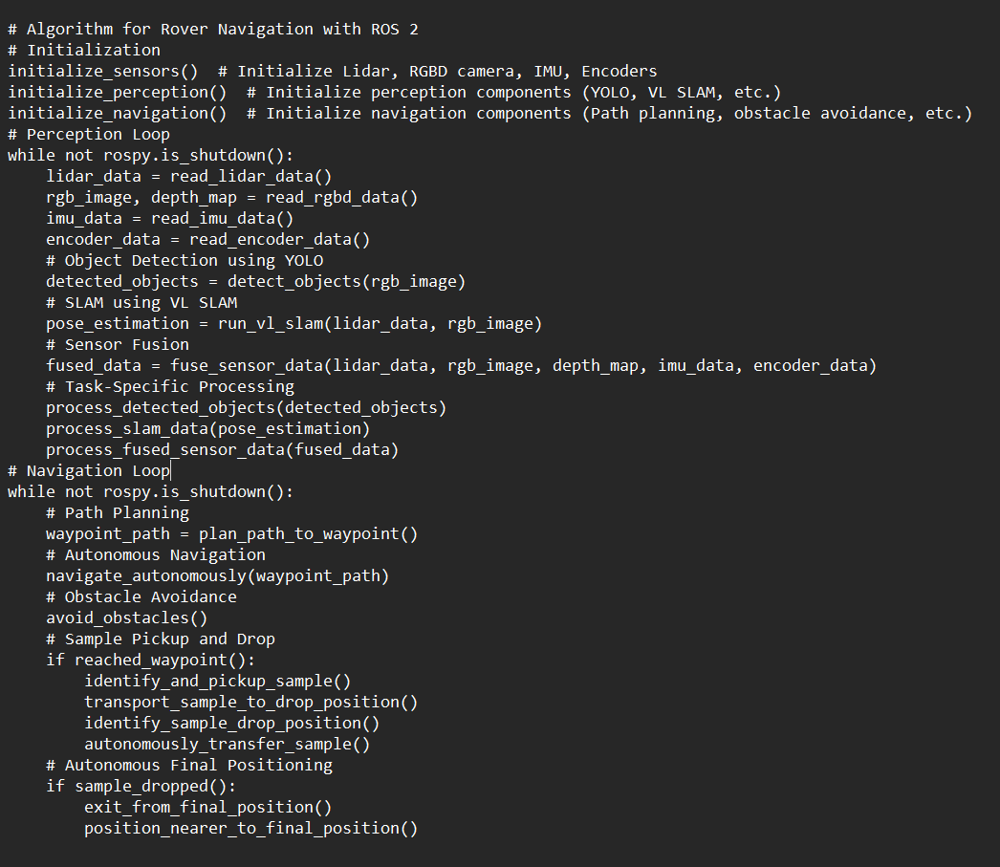 # Algorithm for Rover Navigation with ROS 2
# Initialization
initialize_sensors()  # Initialize Lidar, RGBD camera, IMU, Encoders
initialize_perception()  # Initialize perception components (YOLO, VL SLAM, etc.)
initialize_navigation()  # Initialize navigation components (Path planning, obstacle avoidance, etc.)
# Perception Loop
while not rospy.is_shutdown():
    lidar_data = read_lidar_data()
    rgb_image, depth_map = read_rgbd_data()
    imu_data = read_imu_data()
    encoder_data = read_encoder_data()
    # Object Detection using YOLO
    detected_objects = detect_objects(rgb_image)
    # SLAM using VL SLAM
    pose_estimation = run_vl_slam(lidar_data, rgb_image)
    # Sensor Fusion
    fused_data = fuse_sensor_data(lidar_data, rgb_image, depth_map, imu_data, encoder_data)
    # Task-Specific Processing
    process_detected_objects(detected_objects)
    process_slam_data(pose_estimation)
    process_fused_sensor_data(fused_data)
# Navigation Loop
while not rospy.is_shutdown():
    # Path Planning
    waypoint_path = plan_path_to_waypoint()
    # Autonomous Navigation
    navigate_autonomously(waypoint_path)
    # Obstacle Avoidance
    avoid_obstacles()
    # Sample Pickup and Drop
    if reached_waypoint():
        identify_and_pickup_sample()
        transport_sample_to_drop_position()
        identify_sample_drop_position()
        autonomously_transfer_sample()
    # Autonomous Final Positioning
    if sample_dropped():
        exit_from_final_position()
        position_nearer_to_final_position()